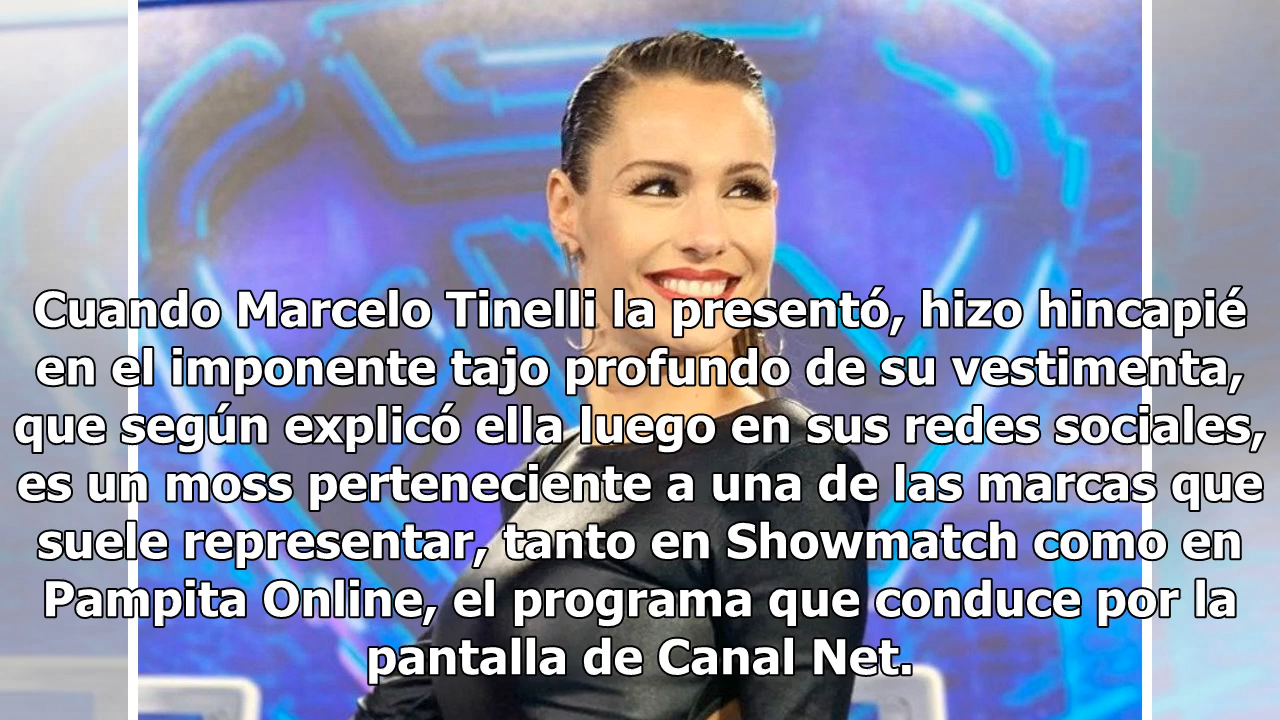 Cuando Marcelo Tinelli la presentó, hizo hincapié
en el imponente tajo profundo de su vestimenta,
que según explicó ella luego en sus redes sociales,
es un moss perteneciente a una de las marcas que
suele representar, tanto en Showmatch como en
Pampita Online, el programa que conduce por la
pantalla de Canal Net.